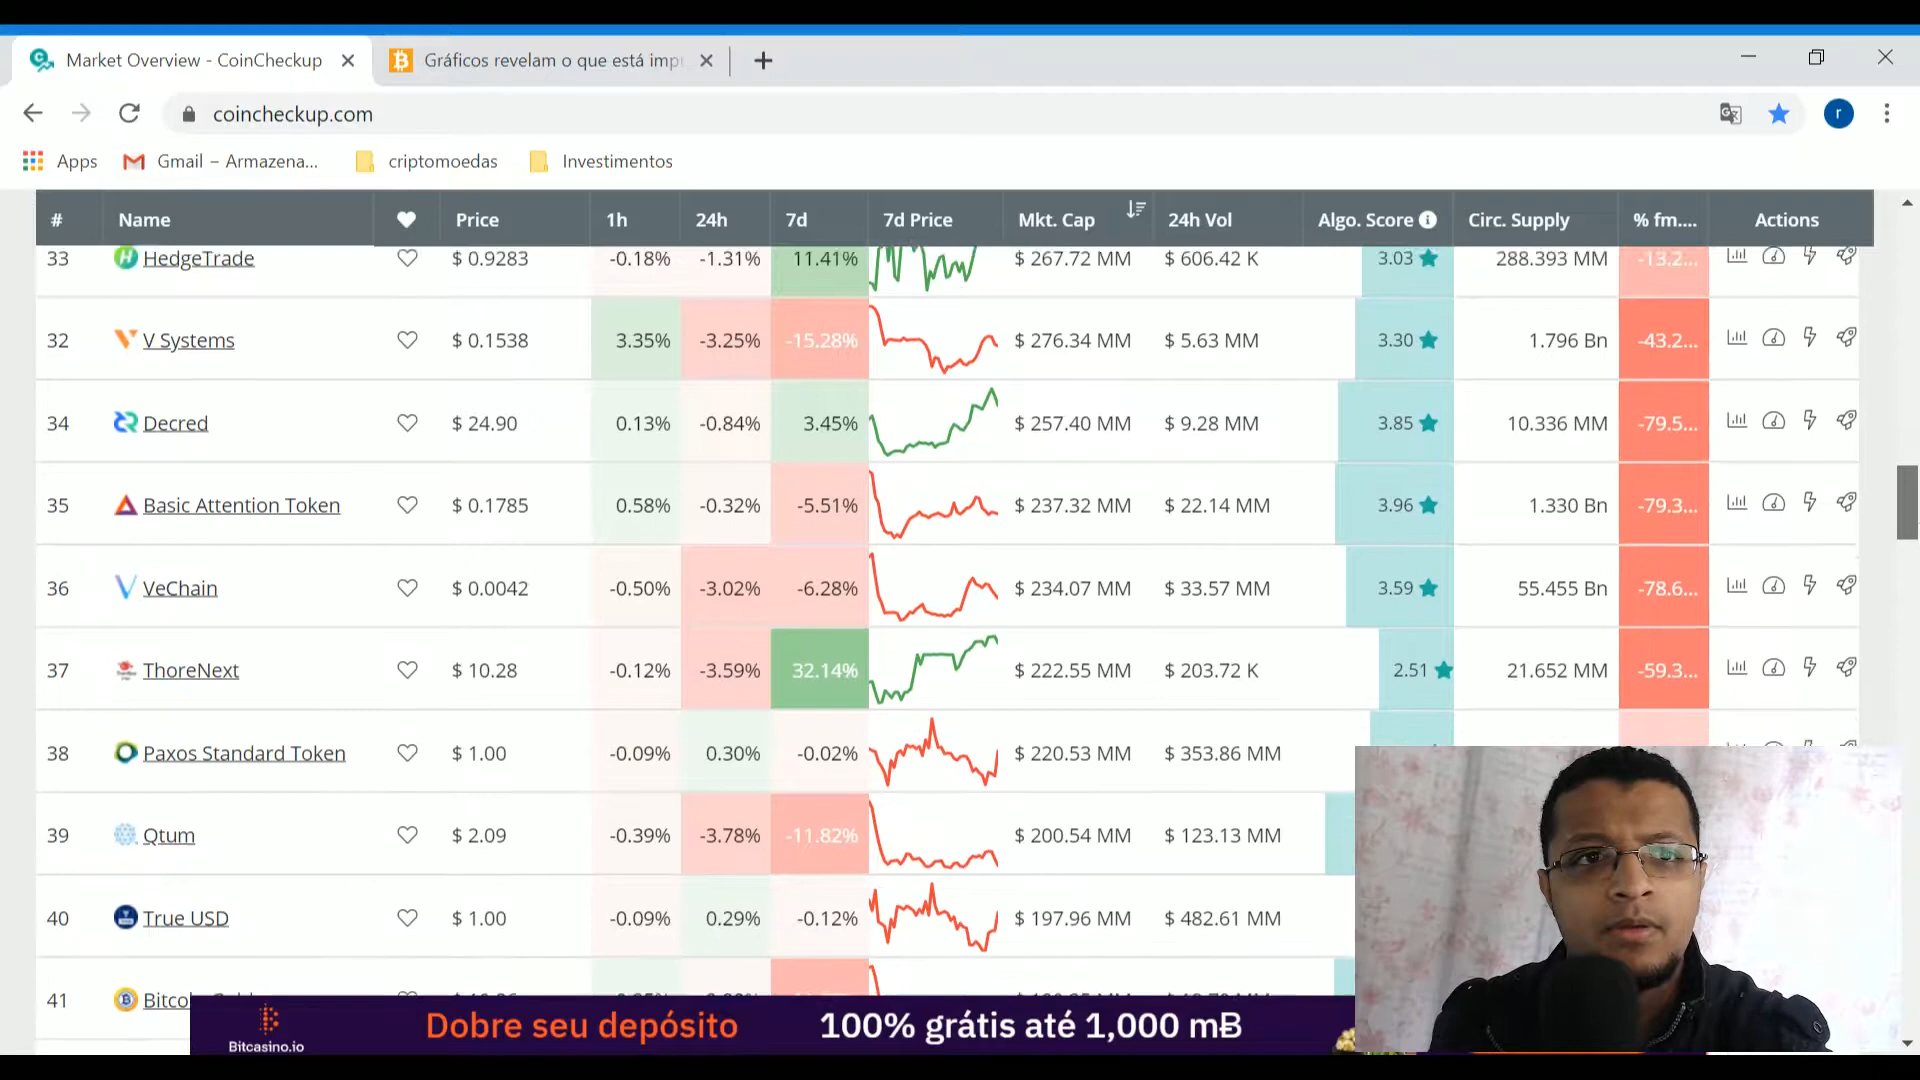 Market Overview - CoinCheckup
Gráficos revelam o que está imp
coincheckup.com
r
Apps
Gmail – Armazena...
criptomoedas
Investimentos
# Name Price 1h 24h 7d 7d Price Mkt. Cap 24h Vol Algo. Score Circ. Supply % fm.... Actions
33 HedgeTrade $ 0.9283 -0.18% -1.31% 11.41% $ 267.72 MM $ 606.42 K 3.03 288.393 MM -13.2...
32 V Systems $ 0.1538 3.35% -3.25% -15.28% $ 276.34 MM $ 5.63 MM 3.30 1.796 Bn -43.2...
34 Decred $ 24.90 0.13% -0.84% 3.45% $ 257.40 MM $ 9.28 MM 3.85 10.336 MM -79.5...
35 Basic Attention Token $ 0.1785 0.58% -0.32% -5.51% $ 237.32 MM $ 22.14 MM 3.96 1.330 Bn -79.3...
36 VeChain $ 0.0042 -0.50% -3.02% -6.28% $ 234.07 MM $ 33.57 MM 3.59 55.455 Bn -78.6...
37 ThoreNext $ 10.28 -0.12% -3.59% 32.14% $ 222.55 MM $ 203.72 K 2.51 21.652 MM -59.3...
38 Paxos Standard Token $ 1.00 -0.09% 0.30% -0.02% $ 220.53 MM $ 353.86 MM
39 Qtum $ 2.09 -0.39% -3.78% -11.82% $ 200.54 MM $ 123.13 MM
40 True USD $ 1.00 -0.09% 0.29% -0.12% $ 197.96 MM $ 482.61 MM
41
Bitcasino.io
Dobre seu depósito 100% grátis até 1,000 mɃ